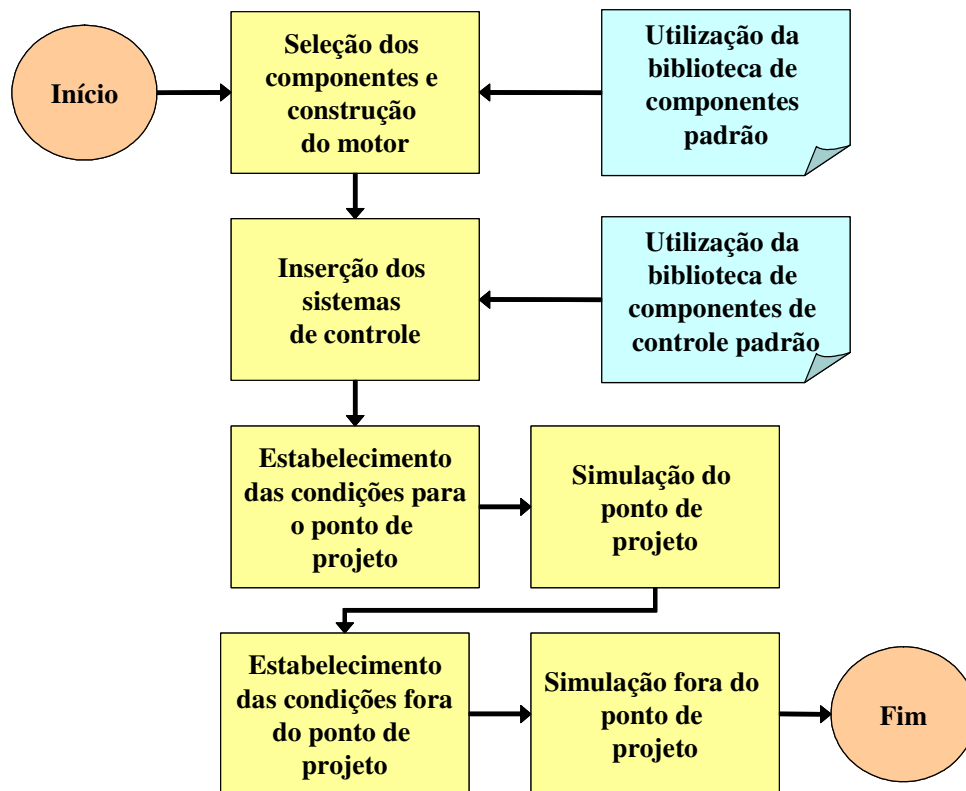 Início
Seleção dos
componentes e
construção
do motor
Utilização da
biblioteca de
componentes
padrão
Inserção dos
sistemas
de controle
Utilização da
biblioteca de
componentes de
controle padrão
Estabelecimento
das condições para
o ponto de
projeto
Simulação do
ponto de
projeto
Estabelecimento
das condições fora
do ponto de
projeto
Simulação fora do
ponto de
projeto
Fim